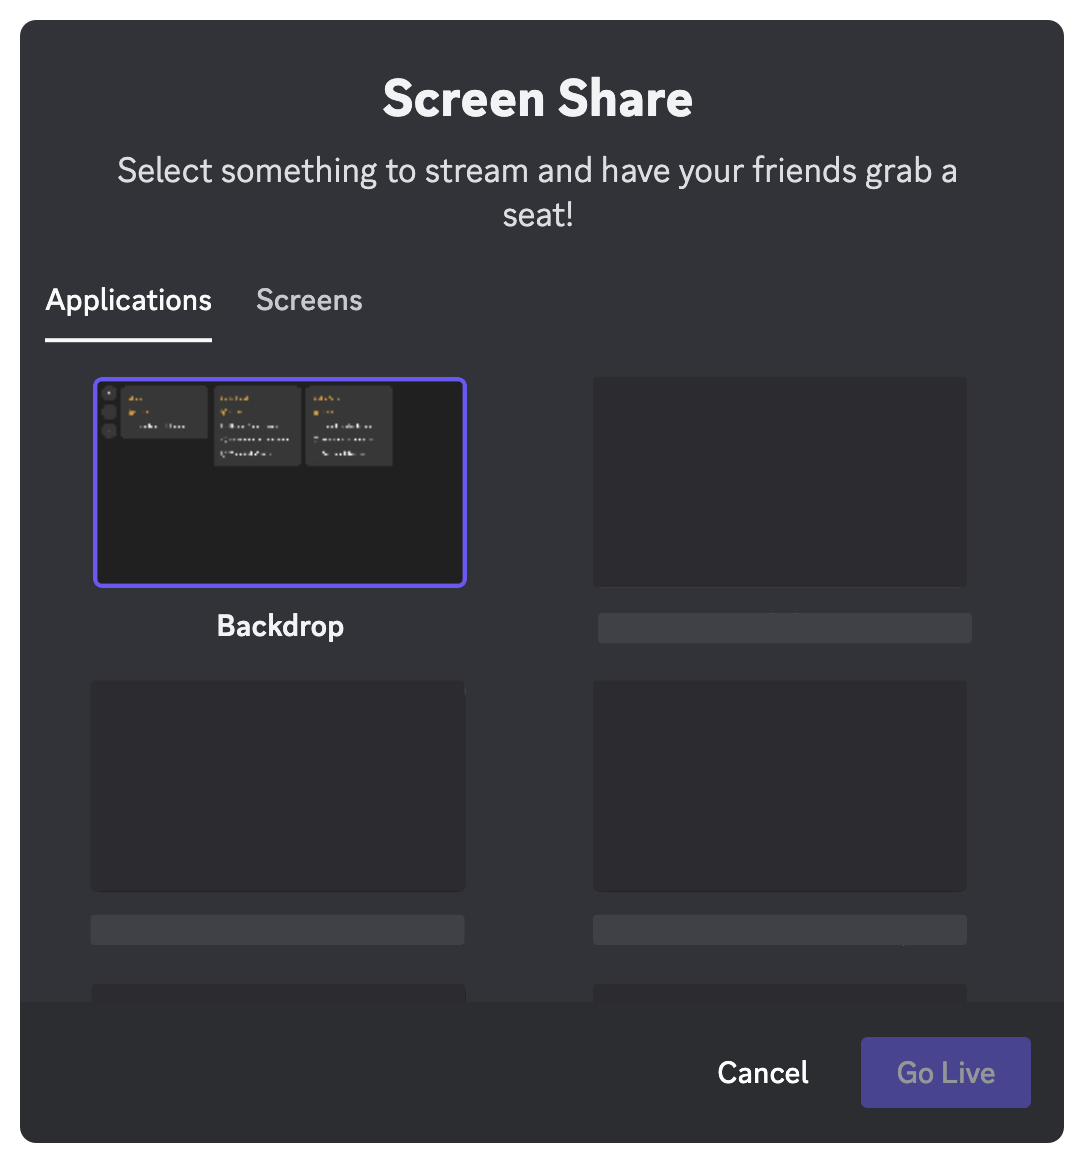 Screen Share
Select something to stream and have your friends grab a
seat!
Applications Screens
Backdrop
Cancel Go Live